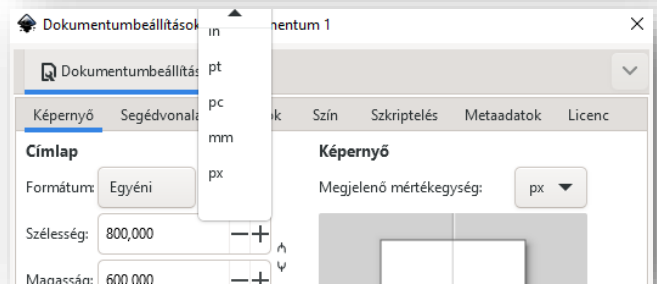 Dokumentumbeállítások
mentum 1
in
Dokumentumbeállítás
pt
pc
mm
px
Képernyő Segédvonala k Szín Szkriptelés Metaadatok Licenc
Címlap
Formátum: Egyéni
Szélesség: 800,000
Magasság: 600,000
Képernyő
Megjelenő mértékegység: px